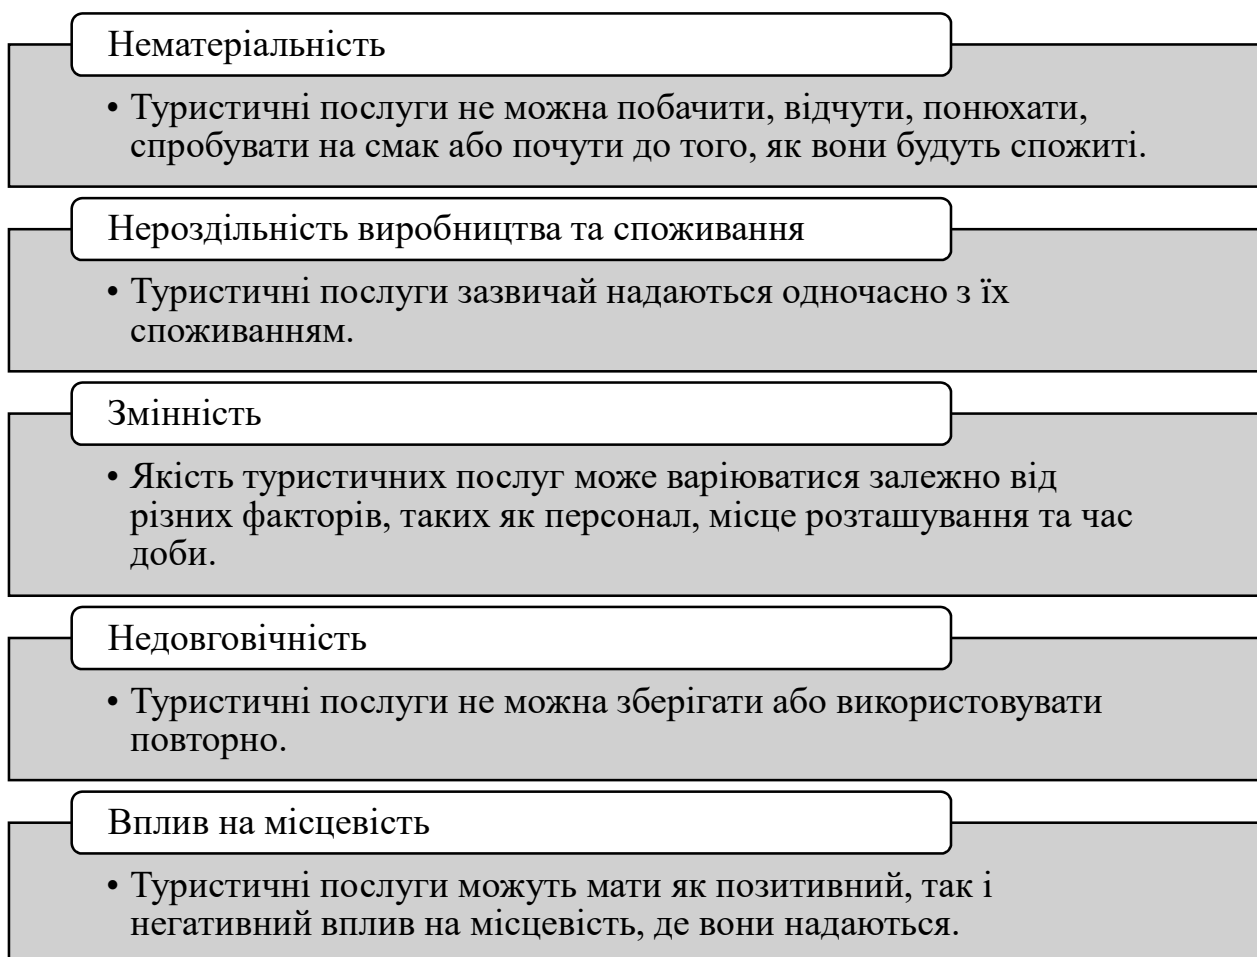 Нематеріальність
• Туристичні послуги не можна побачити, відчути, понюхати,
спробувати на смак або почути до того, як вони будуть спожиті.
Нероздільність виробництва та споживання
• Туристичні послуги зазвичай надаються одночасно з їх
споживанням.
Змінність
• Якість туристичних послуг може варіюватися залежно від
різних факторів, таких як персонал, місце розташування та час
доби.
Недовговічність
• Туристичні послуги не можна зберігати або використовувати
повторно.
Вплив на місцевість
• Туристичні послуги можуть мати як позитивний, так і
негативний вплив на місцевість, де вони надаються.